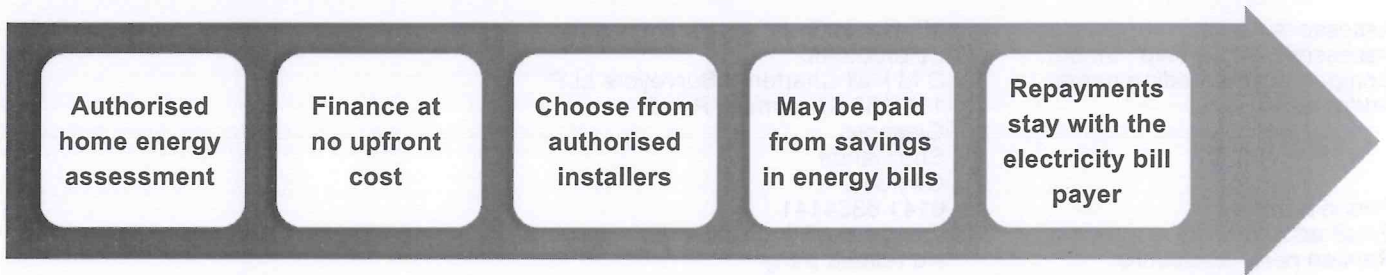 Authorised
home energy
assessment
Finance at
no upfront
cost
Choose from
authorised
installers
May be paid
from savings
in energy bills
Repayments
stay with the
electricity bill
payer